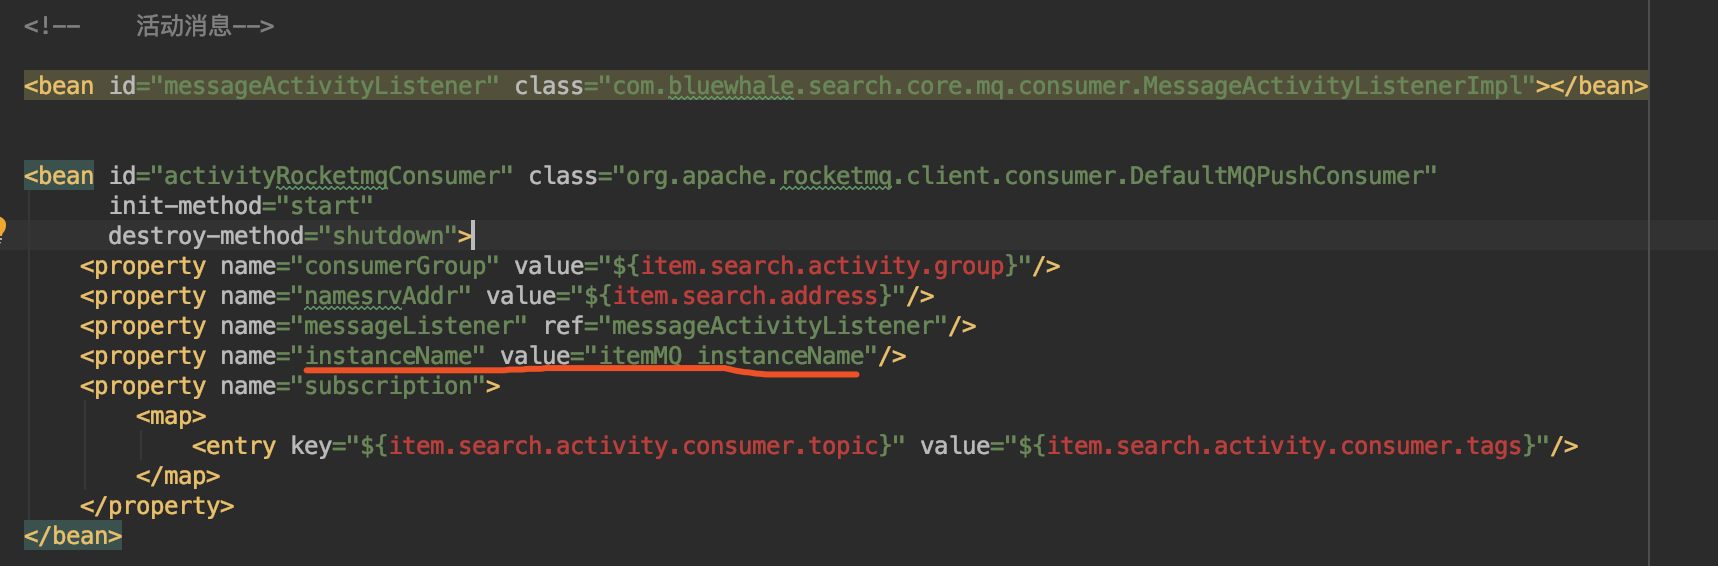 <!--    活动消息-->
<bean id="messageActivityListener" class="com.bluewhale.search.core.mq.consumer.MessageActivityListenerImpl"></bean>
<bean id="activityRocketmqConsumer" class="org.apache.rocketmq.client.consumer.DefaultMQPushConsumer"
init-method="start"
destroy-method="shutdown">
<property name="consumerGroup" value="${item.search.activity.group}"/>
<property name="namesrvAddr" value="${item.search.address}"/>
<property name="messageListener" ref="messageActivityListener"/>
<property name="instanceName" value="itemMQ_instanceName"/>
<property name="subscription">
<map>
<entry key="${item.search.activity.consumer.topic}" value="${item.search.activity.consumer.tags}"/>
</map>
</property>
</bean>